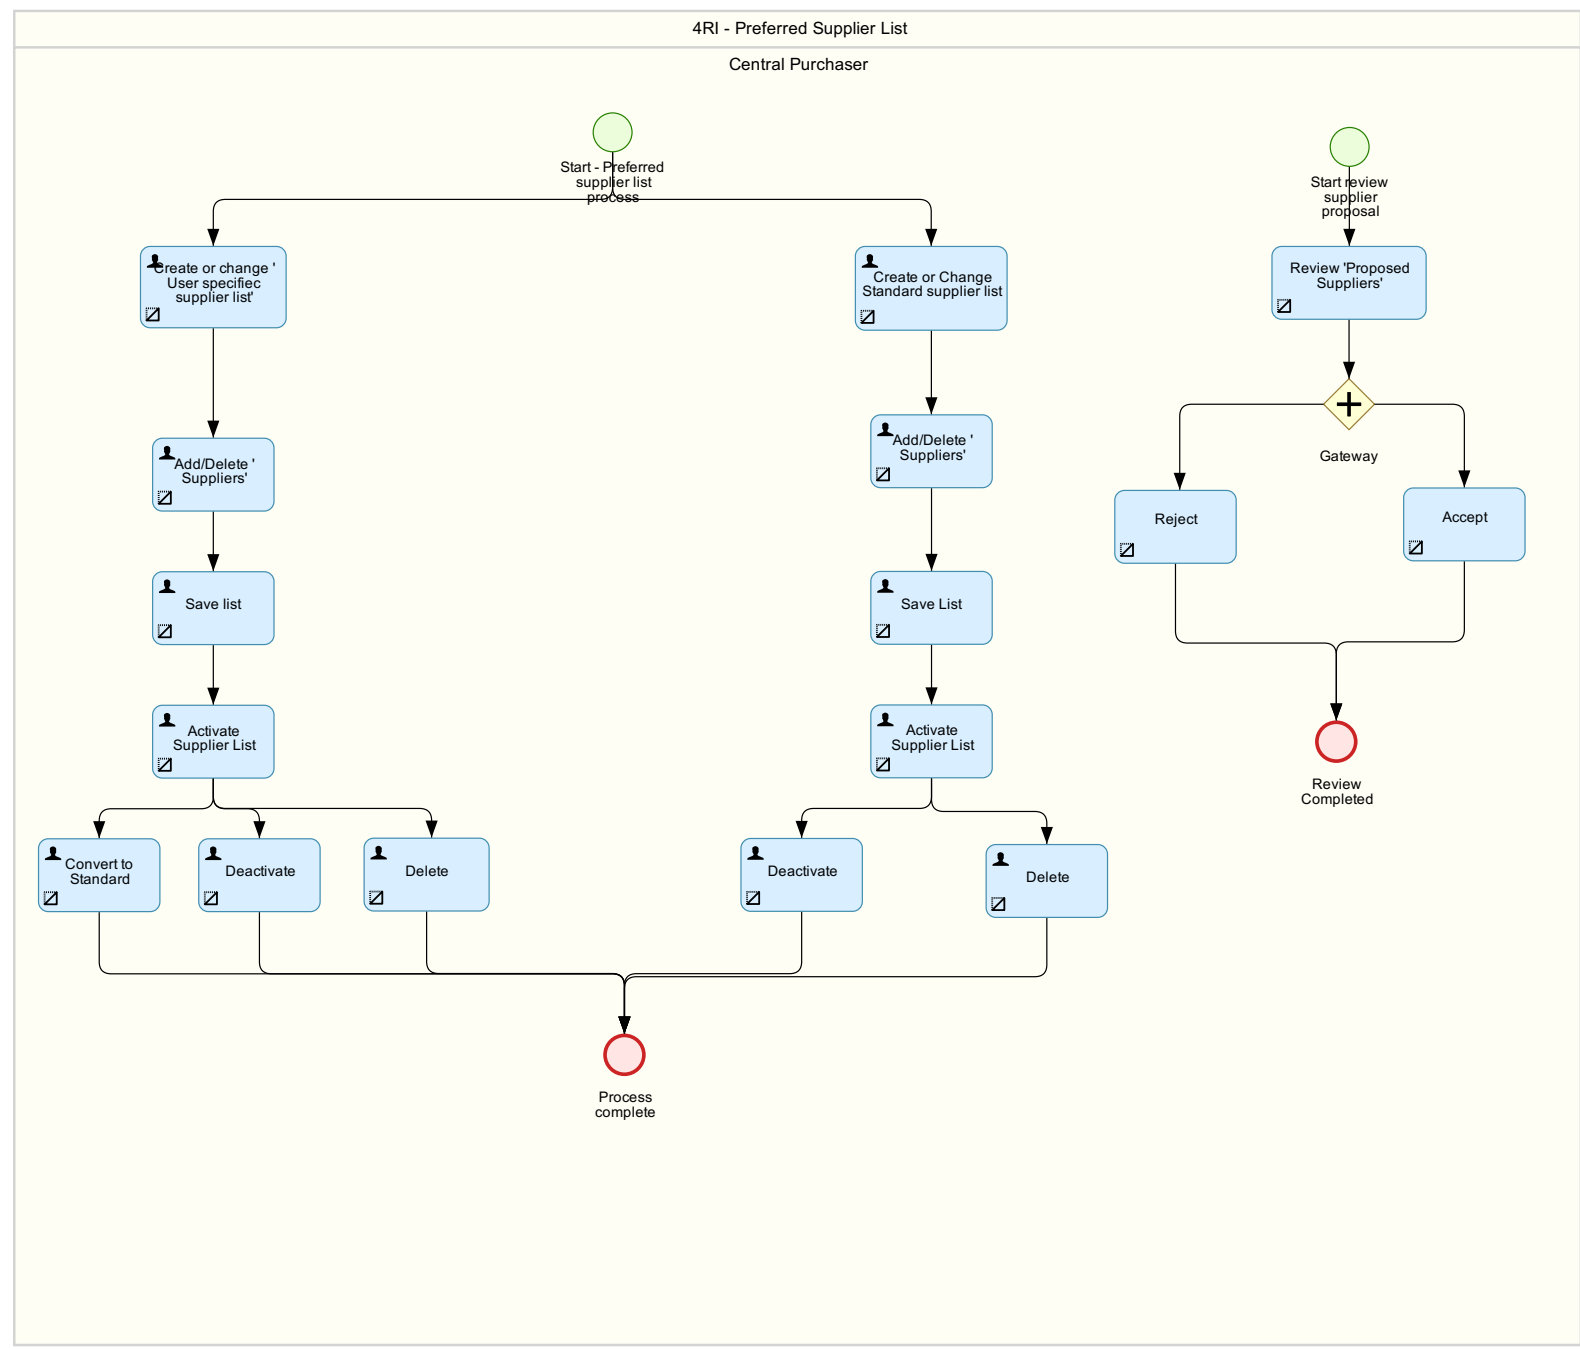 4RI - Preferred Supplier List
Central Purchaser
Start - Preferred
supplier list
process
Create or change '
User specifiec
supplier list'
Add/Delete '
Suppliers'
Save list
Activate
Supplier List
Convert to
Standard
Deactivate
Delete
Create or Change
Standard supplier list
Add/Delete '
Suppliers'
Save List
Activate
Supplier List
Deactivate
Delete
Process
complete
Start review
supplier
proposal
Review 'Proposed
Suppliers'
Gateway
Reject
Accept
Review
Completed